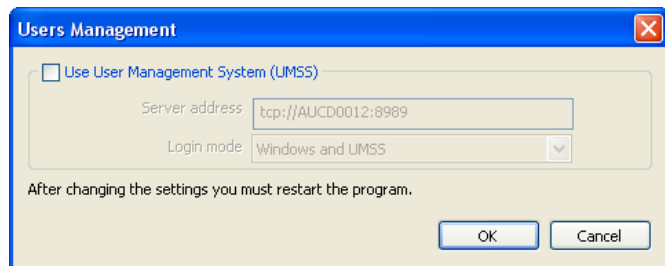 Users Management
Use User Management System (UMSS)
Server address tcp://AUCD0012:8989
Login mode Windows and UMSS
After changing the settings you must restart the program.
OK Cancel